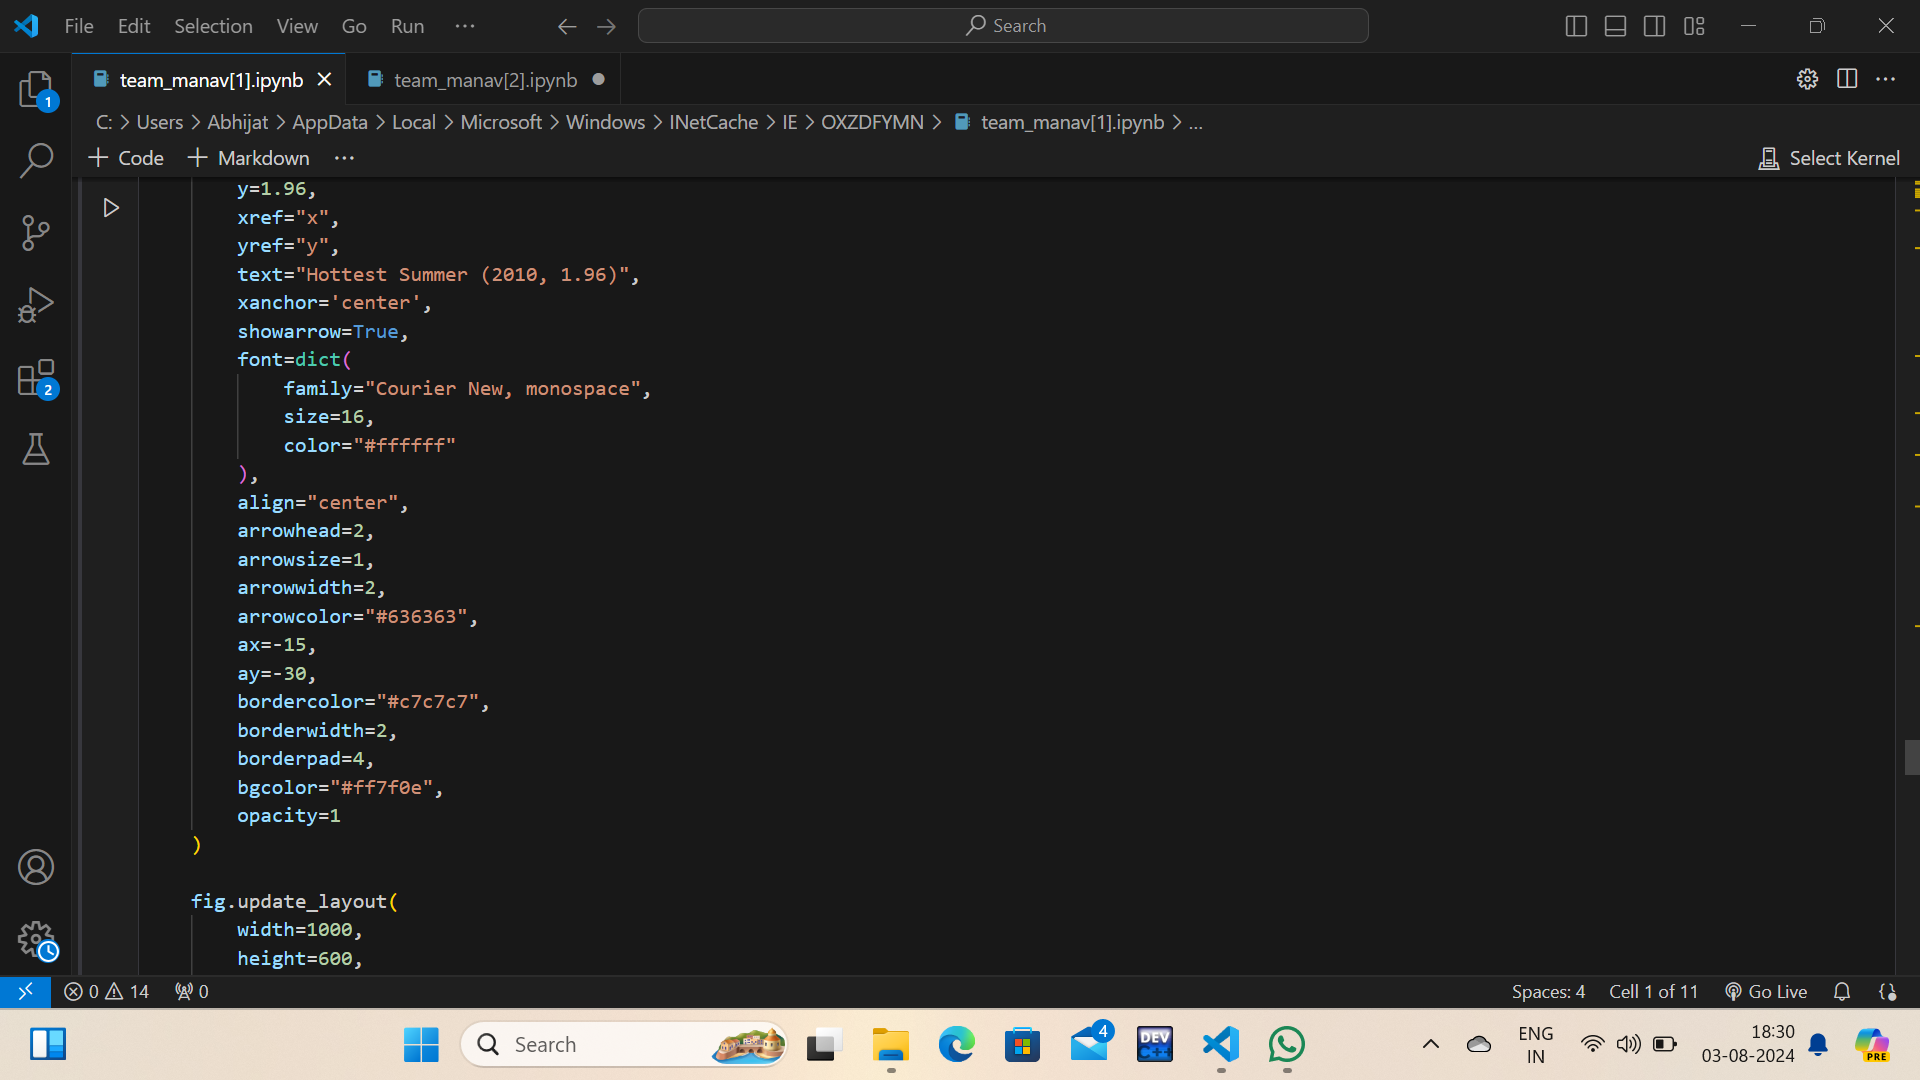 File Edit Selection View Go Run ··· Search
team_manav[1].ipynb team_manav[2].ipynb ···
C: > Users > Abhijat > AppData > Local > Microsoft > Windows > INetCache > IE > OXZDFYMN > team_manav[1].ipynb > ...
+ Code + Markdown ··· Select Kernel
y=1.96,
xref="x",
yref="y",
text="Hottest Summer (2010, 1.96)",
xanchor='center',
showarrow=True,
font=dict(
family="Courier New, monospace",
size=16,
color="#ffffff"
),
align="center",
arrowhead=2,
arrowsize=1,
arrowwidth=2,
arrowcolor="#636363",
ax=-15,
ay=-30,
bordercolor="#c7c7c7",
borderwidth=2,
borderpad=4,
bgcolor="#ff7f0e",
opacity=1
)
fig.update_layout(
width=1000,
height=600,
1
2
0 14 0 Spaces: 4 Cell 1 of 11 Go Live
Search 4 DEV C++ ENG IN 18:30 03-08-2024 PRE